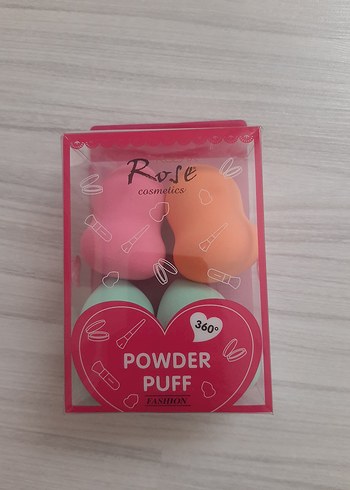 Rose
cosmetics
360°
POWDER
PUFF
FASHION